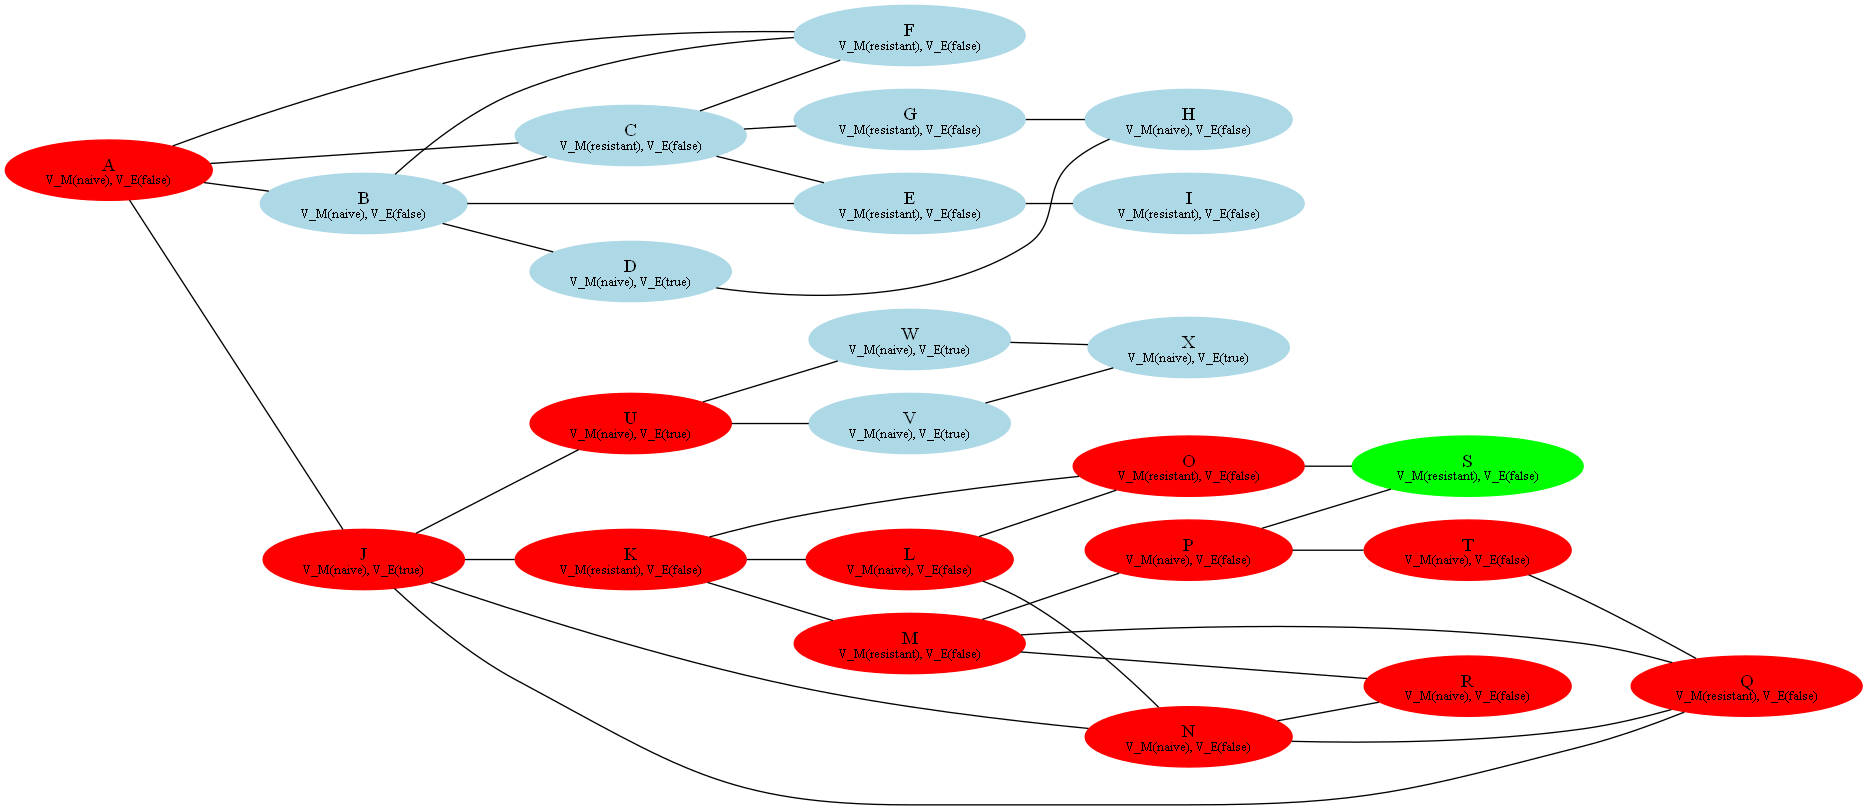 F
V_M(resistant), V_E(false)
C
V_M(resistant), V_E(false)
G
V_M(resistant), V_E(false)
H
V_M(naive), V_E(false)
A
V_M(naive), V_E(false)
B
V_M(naive), V_E(false)
E
V_M(resistant), V_E(false)
I
V_M(resistant), V_E(false)
D
V_M(naive), V_E(true)
W
V_M(naive), V_E(true)
X
V_M(naive), V_E(true)
U
V_M(naive), V_E(true)
V
V_M(naive), V_E(true)
O
V_M(resistant), V_E(false)
S
V_M(resistant), V_E(false)
J
V_M(naive), V_E(true)
K
V_M(resistant), V_E(false)
L
V_M(naive), V_E(false)
P
V_M(naive), V_E(false)
T
V_M(naive), V_E(false)
M
V_M(resistant), V_E(false)
R
V_M(naive), V_E(false)
Q
V_M(resistant), V_E(false)
N
V_M(naive), V_E(false)